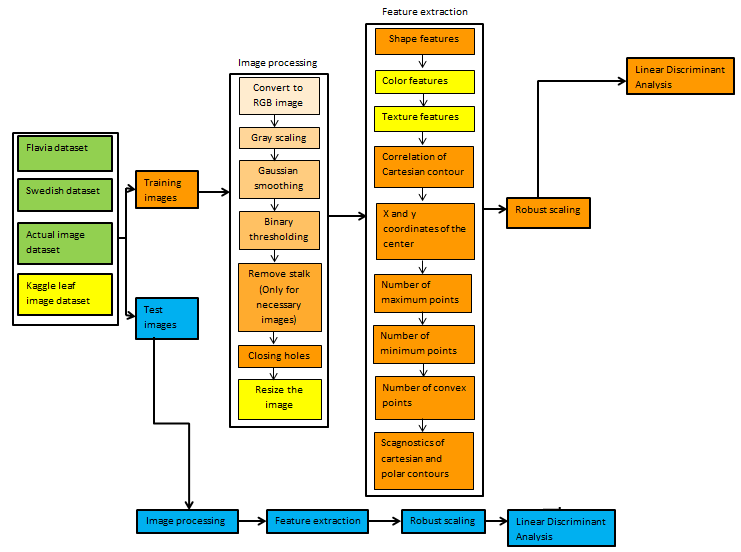 Feature extraction
Shape features
Color features
Texture features
Correlation of
Cartesian contour
X and y
coordinates of the
center
Number of
maximum points
Number of
minimum points
Number of convex
points
Scagnostics of
cartesian and
polar contours
Image processing
Convert to
RGB image
Gray scaling
Gaussian
smoothing
Binary
thresholding
Remove stalk
(Only for
necessary
images)
Closing holes
Resize the
image
Flavia dataset
Swedish dataset
Actual image
dataset
Kaggle leaf
image dataset
Training
images
Test
images
Robust scaling
Linear Discriminant
Analysis
Image processing
Feature extraction
Robust scaling
Linear Discriminant
Analysis